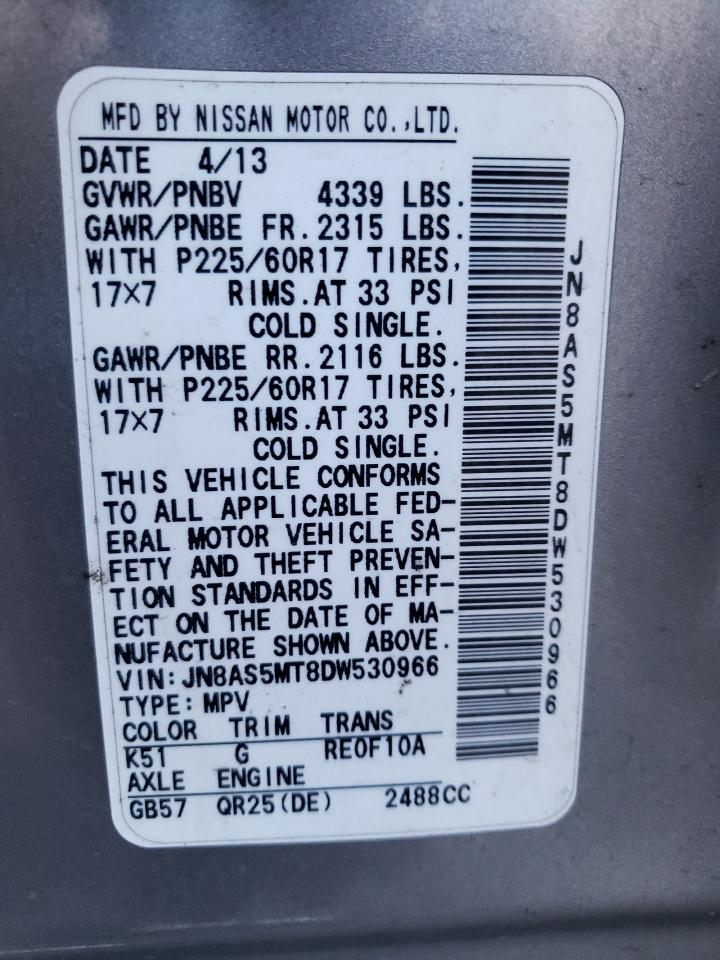 MFD BY NISSAN MOTOR CO.,LTD.
DATE 4/13
GVWR/PNBV 4339 LBS.
GAWR/PNBE FR.2315 LBS.
WITH P225/60R17 TIRES,
17×7 RIMS.AT 33 PSI
COLD SINGLE.
GAWR/PNBE RR.2116 LBS.
WITH P225/60R17 TIRES,
17×7 RIMS.AT 33 PSI
COLD SINGLE.
THIS VEHICLE CONFORMS
TO ALL APPLICABLE FED-
ERAL MOTOR VEHICLE SA-
FETY AND THEFT PREVEN-
TION STANDARDS IN EFF-
ECT ON THE DATE OF MA-
NUFACTURE SHOWN ABOVE.
VIN:JN8AS5MT8DW530966
TYPE:MPV
COLOR TRIM TRANS
K51 G RE0F10A
AXLE ENGINE
GB57 QR25(DE) 2488CC
JN8AS5MT8DW530966